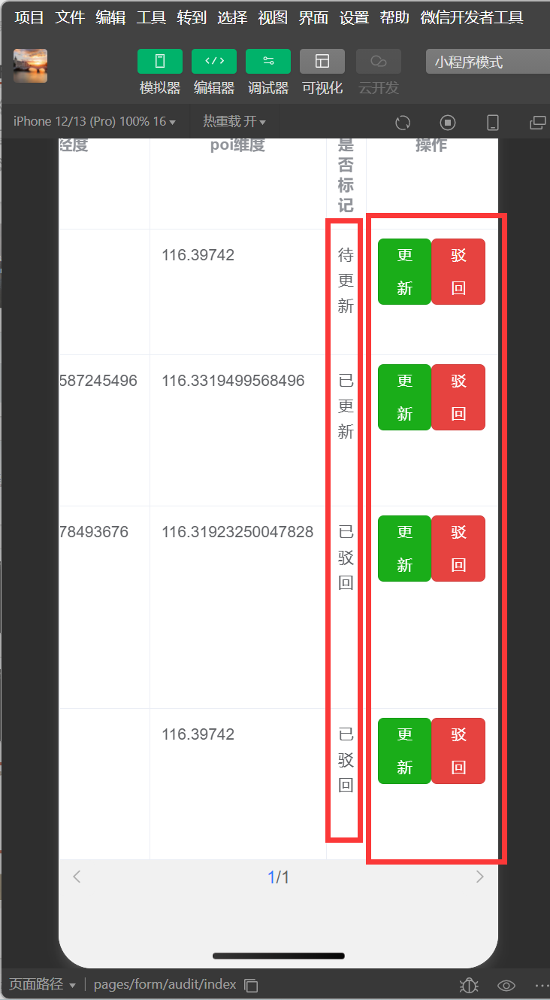 项目 文件 编辑 工具 转到 选择 视图 界面 设置 帮助 微信开发者工具
模拟器 编辑器 调试器 可视化 云开发 小程序模式
iPhone 12/13 (Pro) 100% 16 热重载 开
经度 poi维度 是否标记 操作
116.39742 待更新 更新 驳回
587245496 116.3319499568496 已更新 更新 驳回
78493676 116.31923250047828 已驳回 更新 驳回
116.39742 已驳回 更新 驳回
1/1
页面路径 pages/form/audit/index